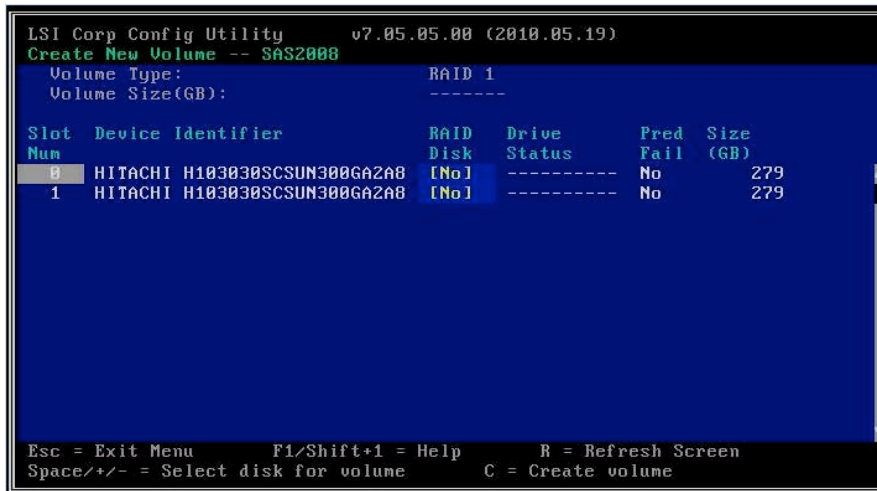 LSI Corp Config Utility v7.05.05.00 (2010.05.19)
Create New Volume -- SAS2008
Volume Type: RAID 1
Volume Size(GB): -------
Slot Device Identifier RAID Drive Pred Size
Num Disk Status Fail (GB)
0 HITACHI H103030SCSUN300GA2A8 [No] ---------- No 279
1 HITACHI H103030SCSUN300GA2A8 [No] ---------- No 279
Esc = Exit Menu F1/Shift+1 = Help R = Refresh Screen
Space/+/- = Select disk for volume C = Create volume